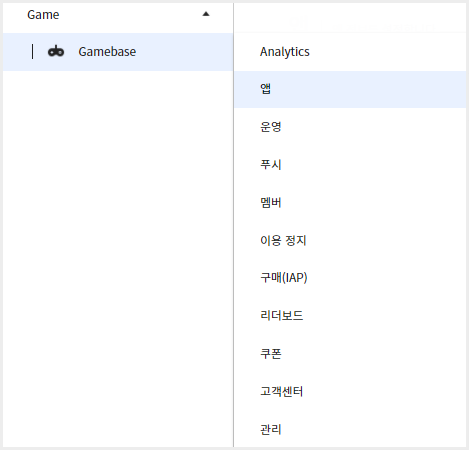 Game
Gamebase
Analytics
앱
운영
푸시
멤버
이용 정지
구매(IAP)
리더보드
쿠폰
고객센터
관리